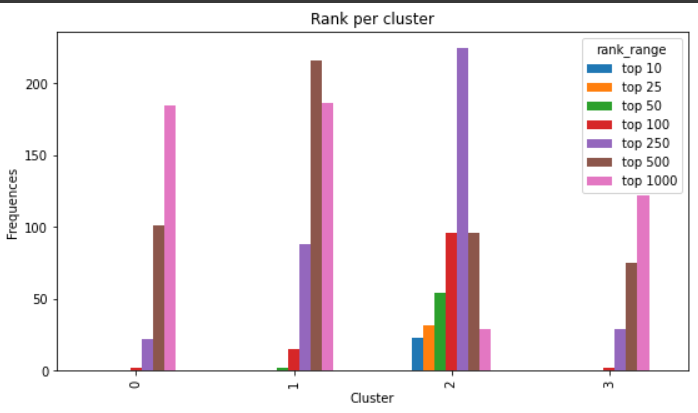 Rank per cluster
rank_range
top 10
top 25
top 50
top 100
top 250
top 500
top 1000
200
150
100
50
0
Frequences
0
1
2
3
Cluster